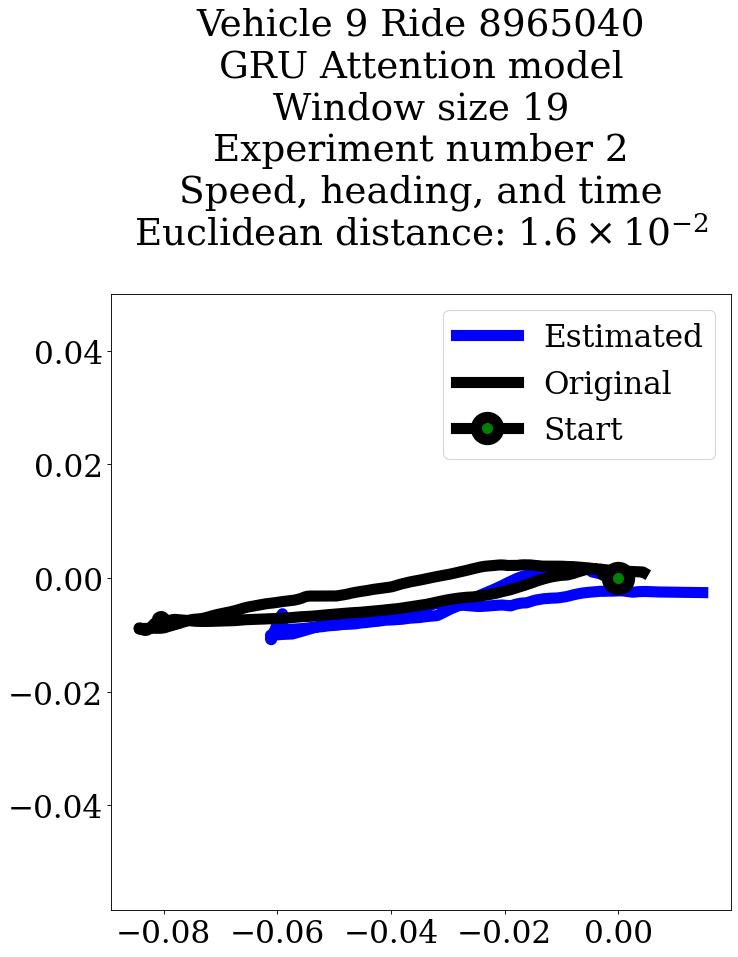 Vehicle 9 Ride 8965040
GRU Attention model
Window size 19
Experiment number 2
Speed, heading, and time
Euclidean distance: 1.6 × 10⁻²
Estimated
Original
Start
0.04
0.02
0.00
−0.02
−0.04
−0.08 −0.06 −0.04 −0.02 0.00